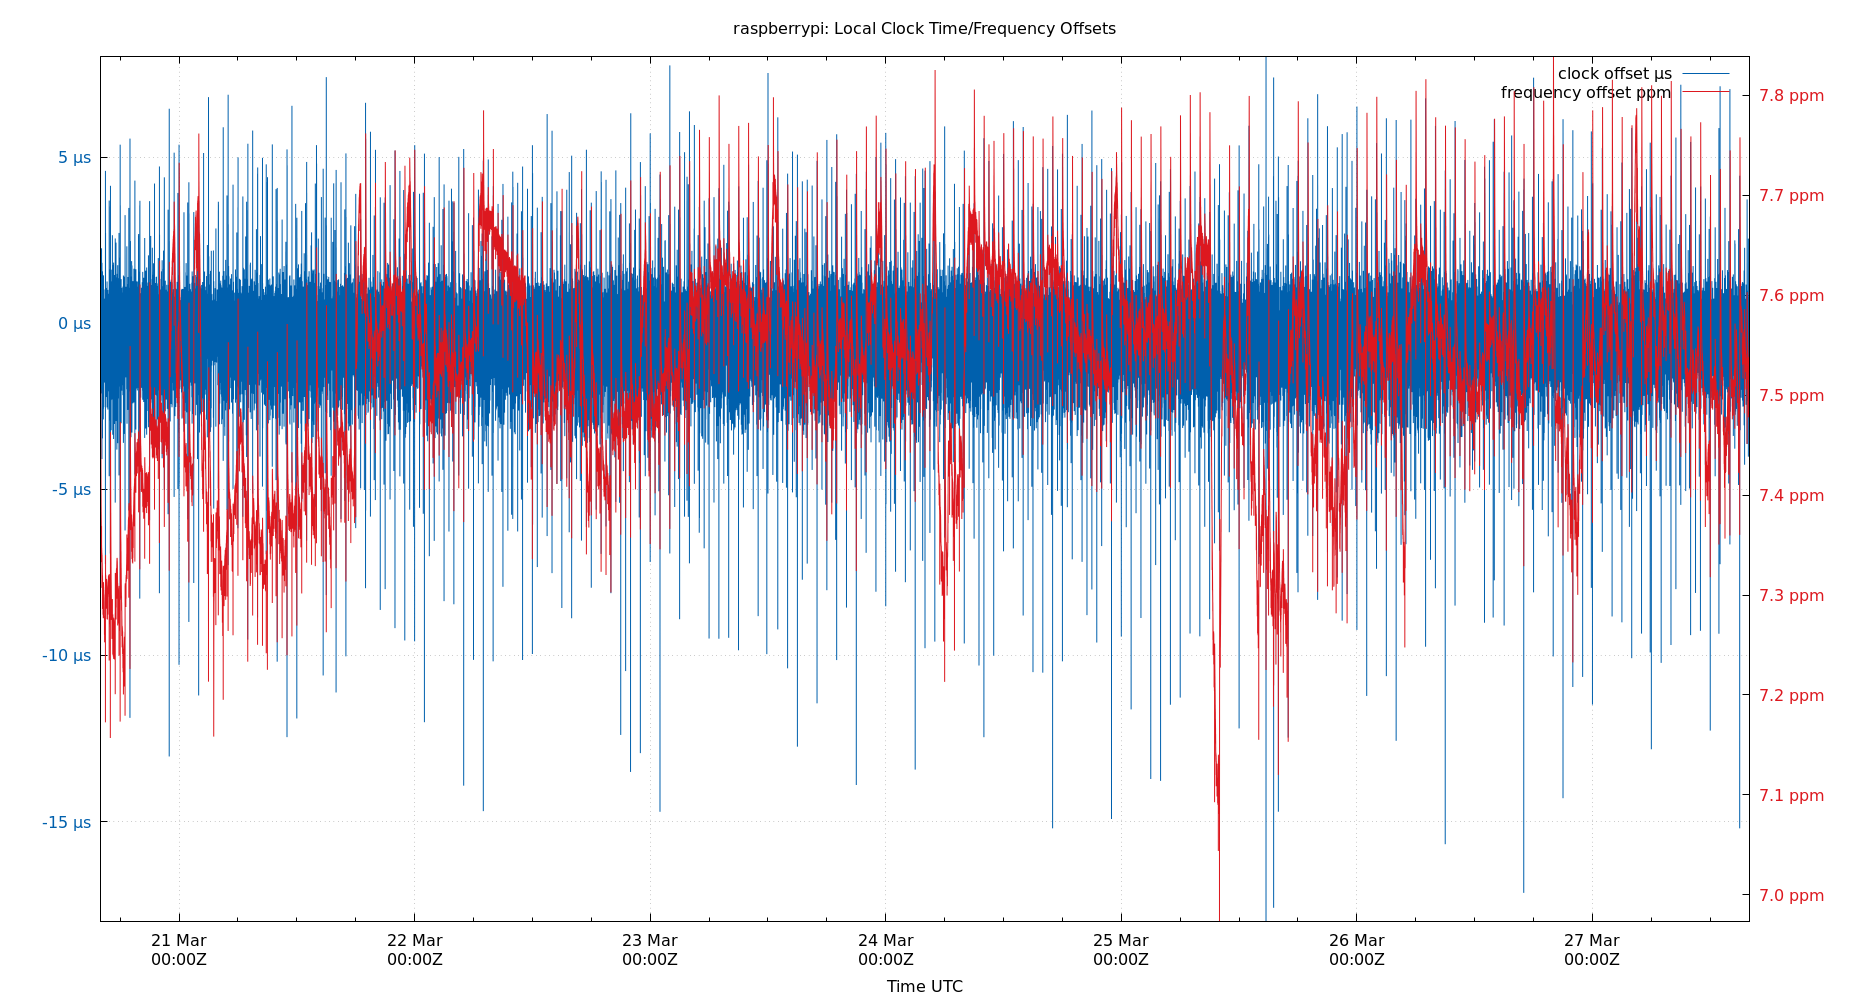 raspberrypi: Local Clock Time/Frequency Offsets
clock offset µs
frequency offset ppm
5 µs
0 µs
-5 µs
-10 µs
-15 µs
7.8 ppm
7.7 ppm
7.6 ppm
7.5 ppm
7.4 ppm
7.3 ppm
7.2 ppm
7.1 ppm
7.0 ppm
21 Mar 22 Mar 23 Mar 24 Mar 25 Mar 26 Mar 27 Mar
00:00Z 00:00Z 00:00Z 00:00Z 00:00Z 00:00Z 00:00Z
Time UTC